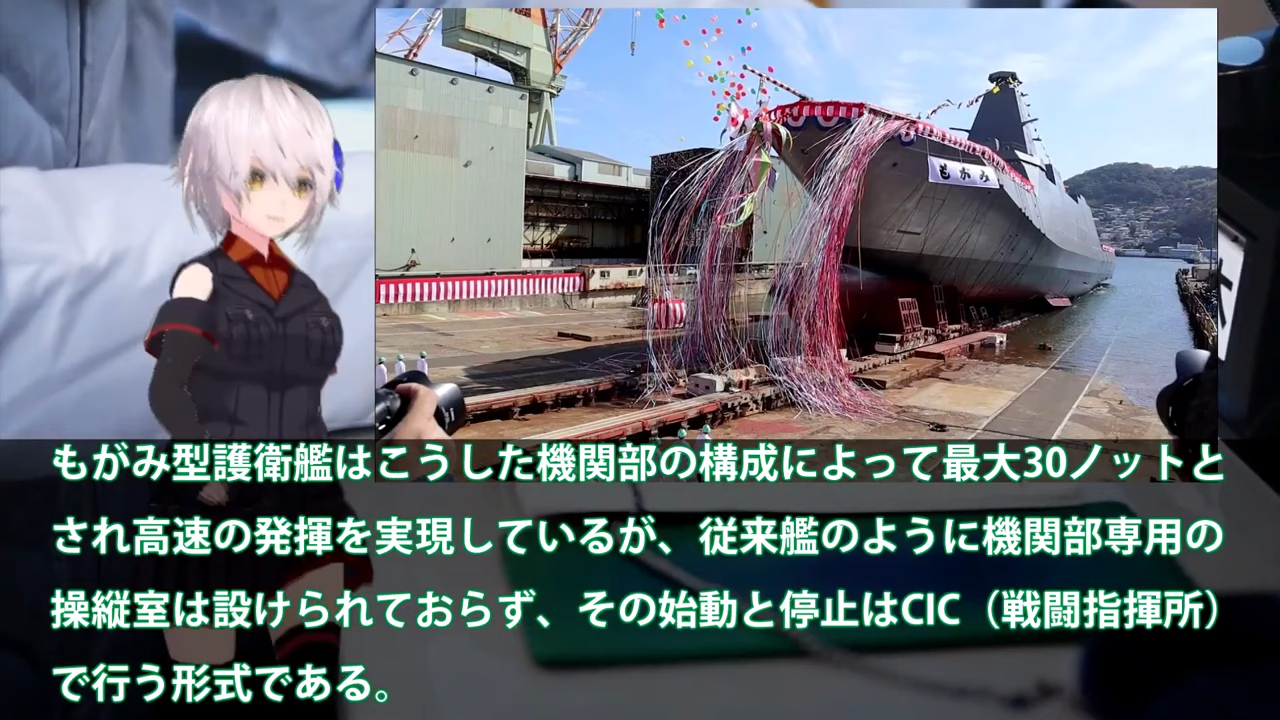 もがみ
もがみ型護衛艦はこうした機関部の構成によって最大30ノットと
され高速の発揮を実現しているが、従来艦のように機関部専用の
操縦室は設けられておらず、その始動と停止はCIC（戦闘指揮所）
で行う形式である。